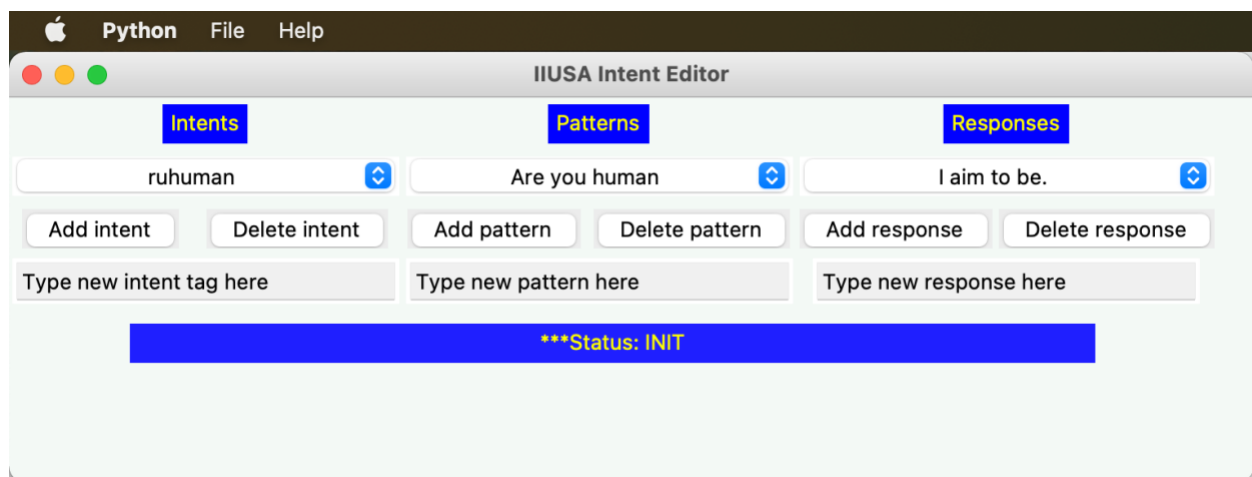 Python File Help
IIUSA Intent Editor
Intents Patterns Responses
ruhuman Are you human I aim to be.
Add intent Delete intent Add pattern Delete pattern Add response Delete response
Type new intent tag here Type new pattern here Type new response here
***Status: INIT